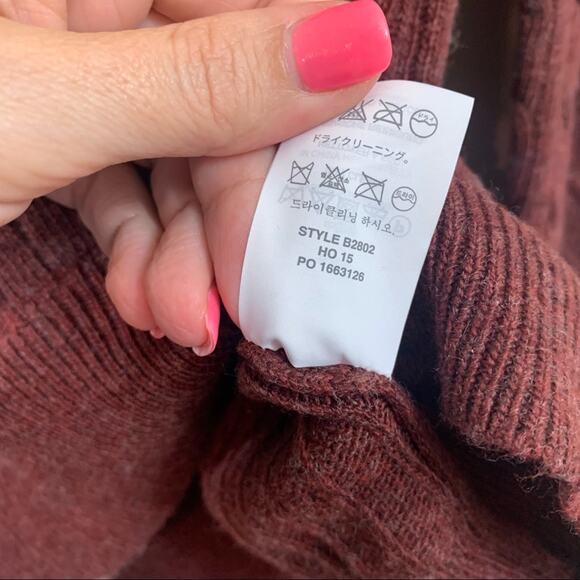 ドライクリーニング。
드라이클리닝 하시오.
STYLE B2802
HO 15
PO 1663126